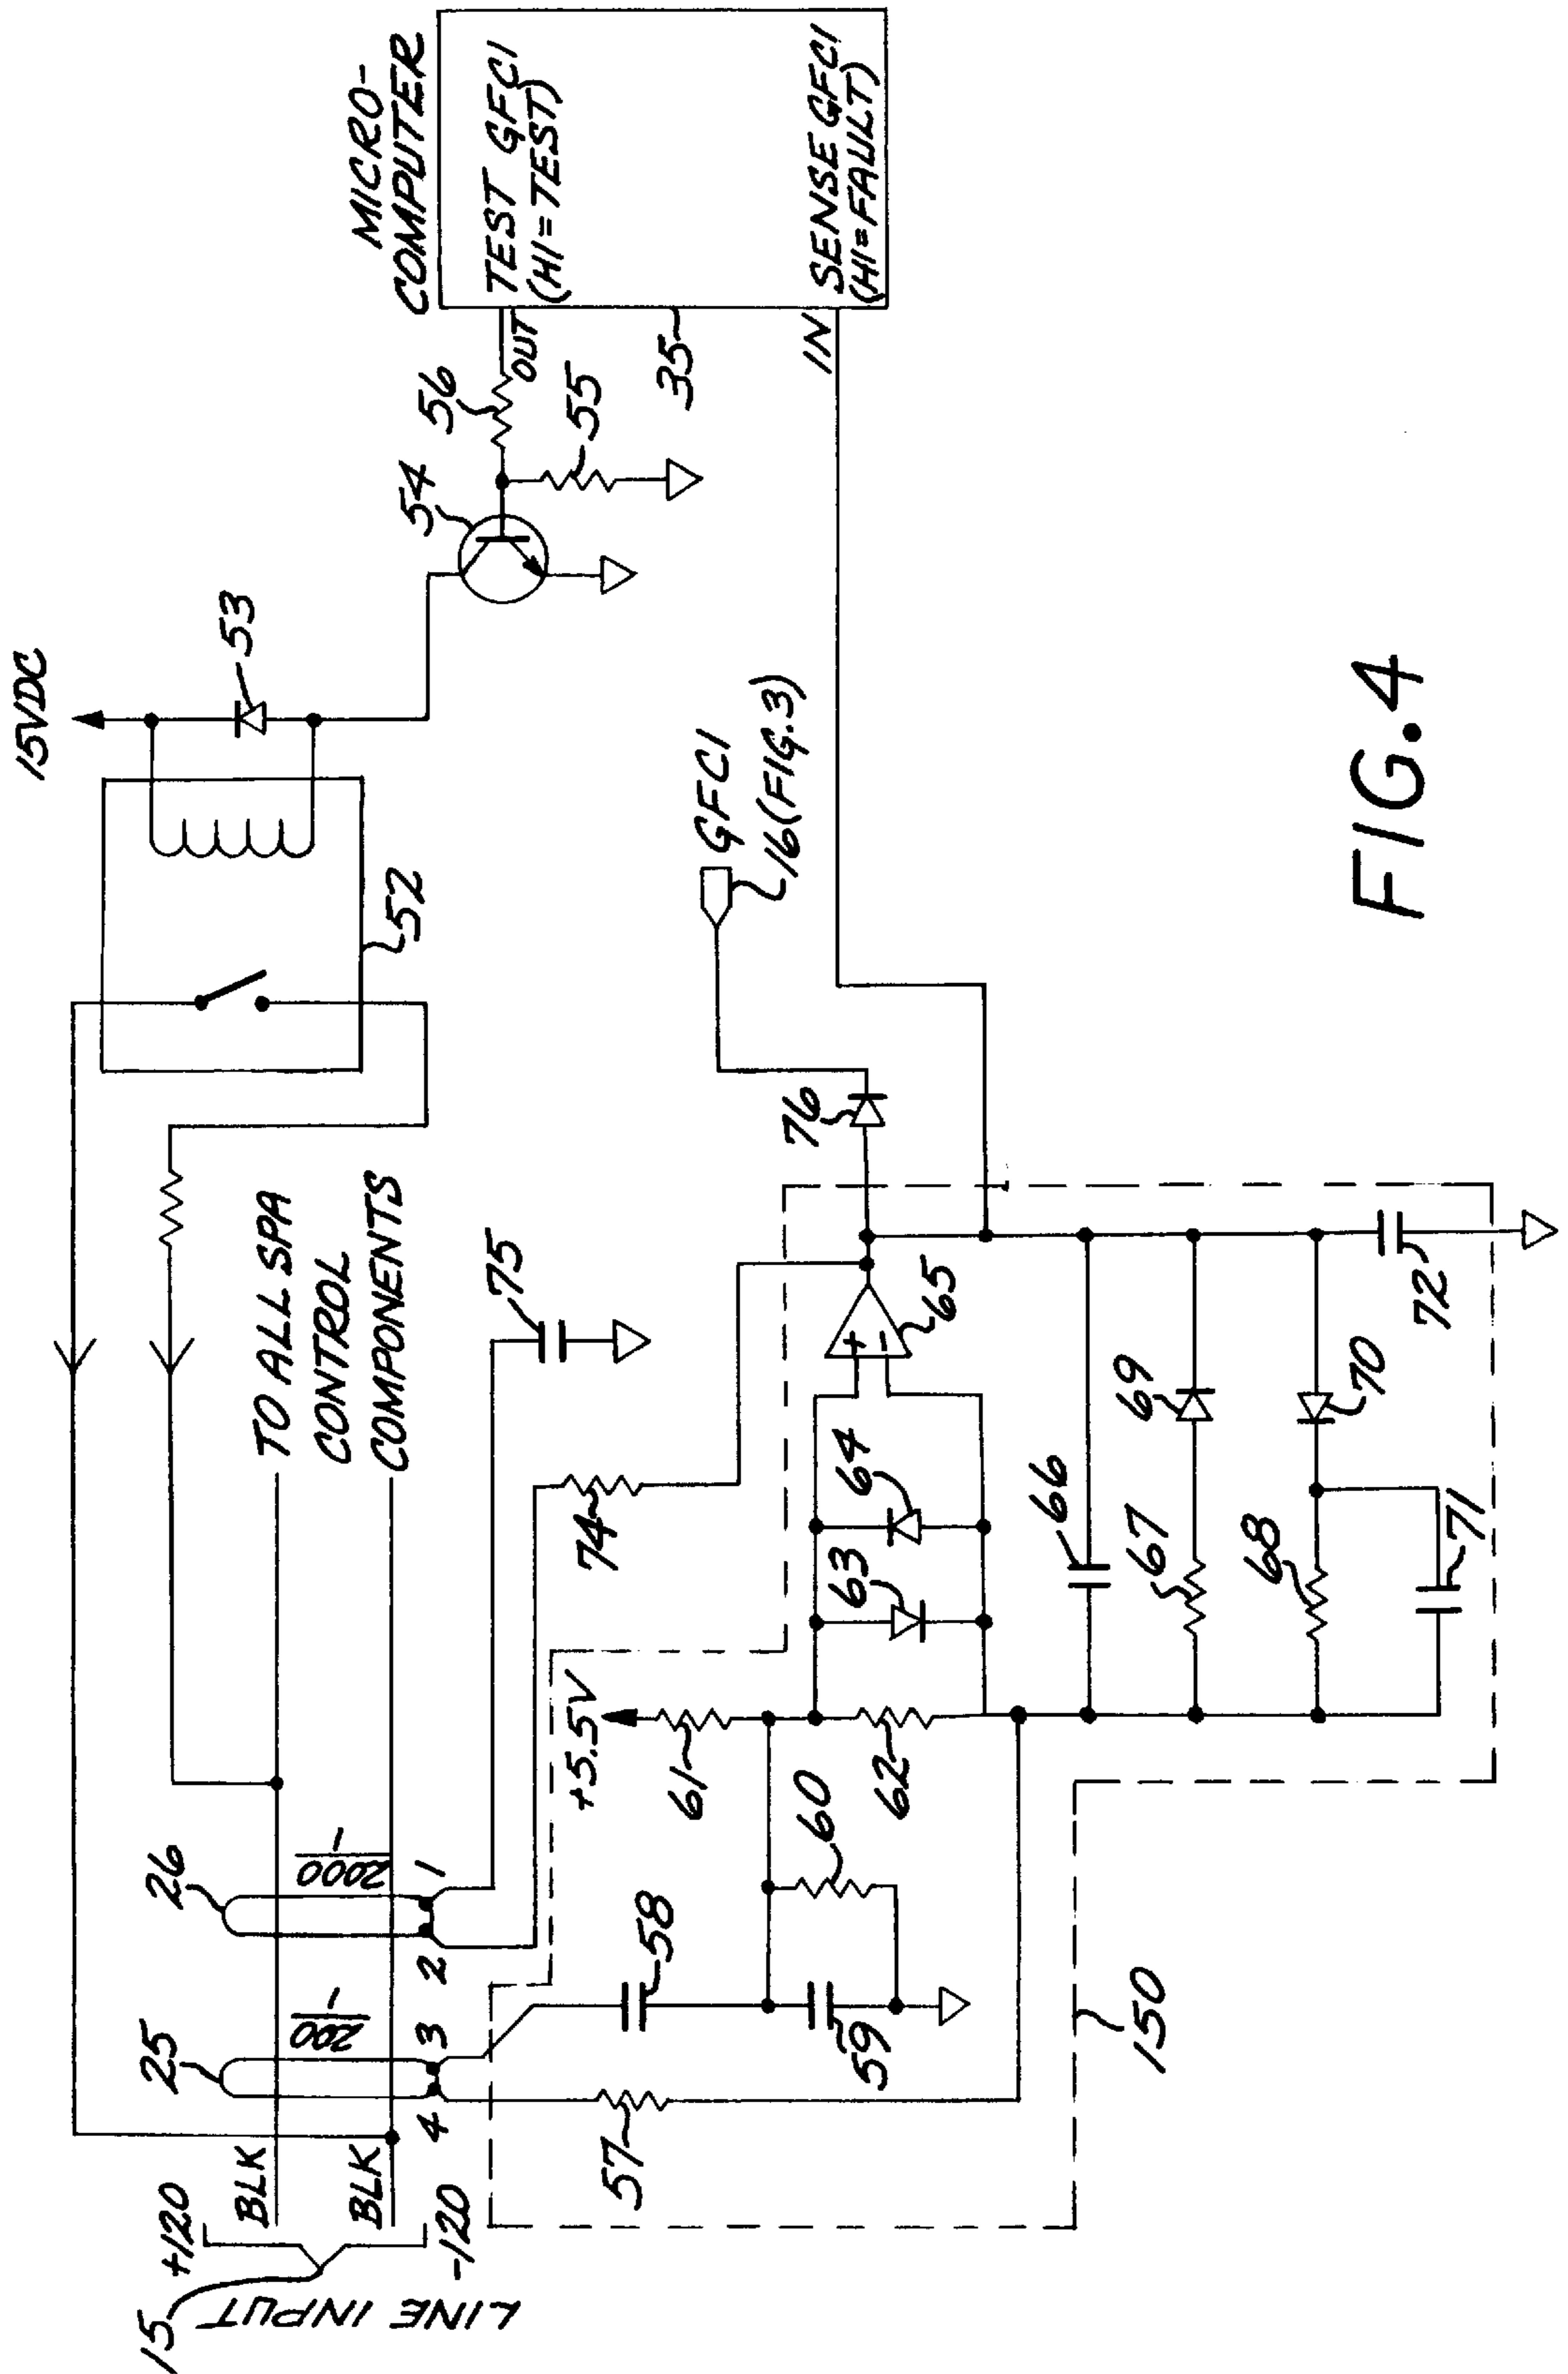 15VDC
MICRO-
COMPUTER
TEST GFCI
(HI=TEST)
OUT
56
55
54
53
52
35
IN
SENSE GFCI
(HI=FAULT)
GFCI
16(FIG.3)
TO ALL SPA
CONTROL
COMPONENTS
75
76
74
65
64
63
26
1
2000
1
2
25
1
200
3
4
15
LINE INPUT
+120
BLK
BLK
-120
+5.5V
61
62
60
58
59
57
66
67
69
68
70
71
72
150
FIG.4